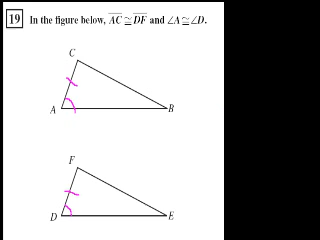 19 In the figure below, AC ≅ DF and ∠A ≅ ∠D.
C
A
B
F
D
E